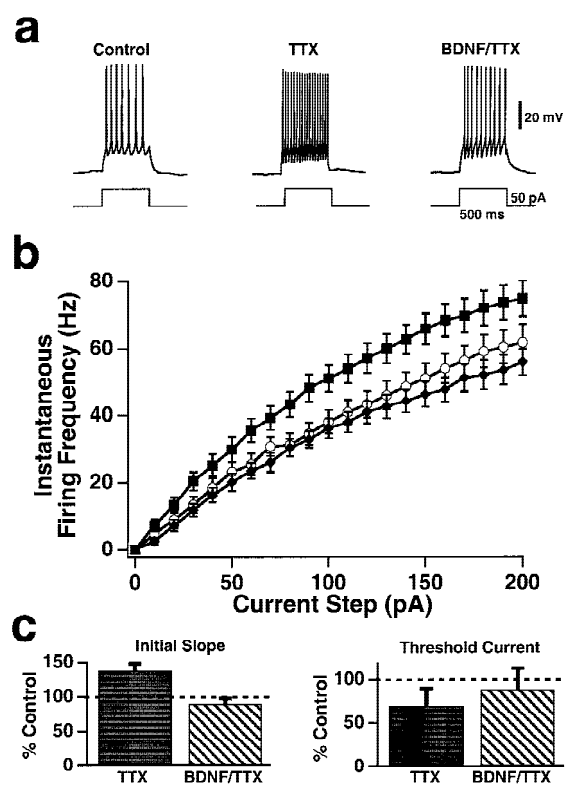 a
Control TTX BDNF/TTX
20 mV
50 pA
500 ms
b
Instantaneous
Firing Frequency (Hz)
80
60
40
20
0
0 50 100 150 200
Current Step (pA)
c
Initial Slope
% Control
150
100
50
0
TTX BDNF/TTX
Threshold Current
% Control
100
50
0
TTX BDNF/TTX